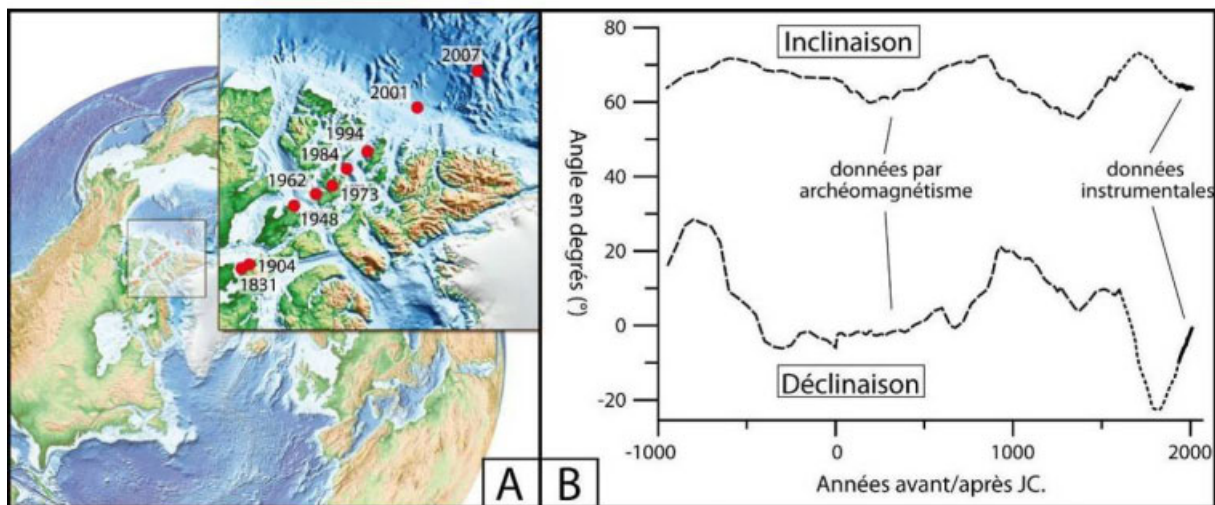 2007
2001
1994
1984
1962
1973
1948
1904
1831
A
B
80
60
40
20
0
-20
Angle en degrés (°)
Inclinaison
données par
archéomagnétisme
données
instrumentales
Déclinaison
-1000
0
1000
2000
Années avant/après JC.